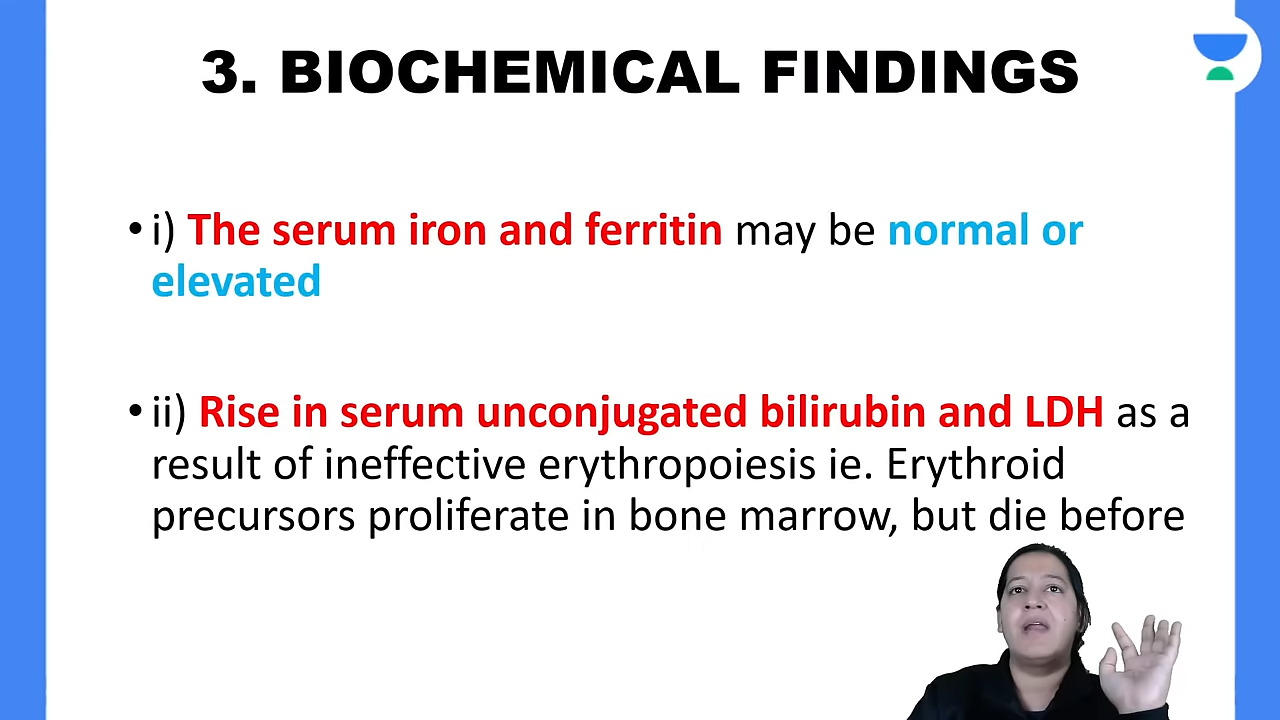 3. BIOCHEMICAL FINDINGS
• i) The serum iron and ferritin may be normal or
elevated
• ii) Rise in serum unconjugated bilirubin and LDH as a
result of ineffective erythropoiesis ie. Erythroid
precursors proliferate in bone marrow, but die before